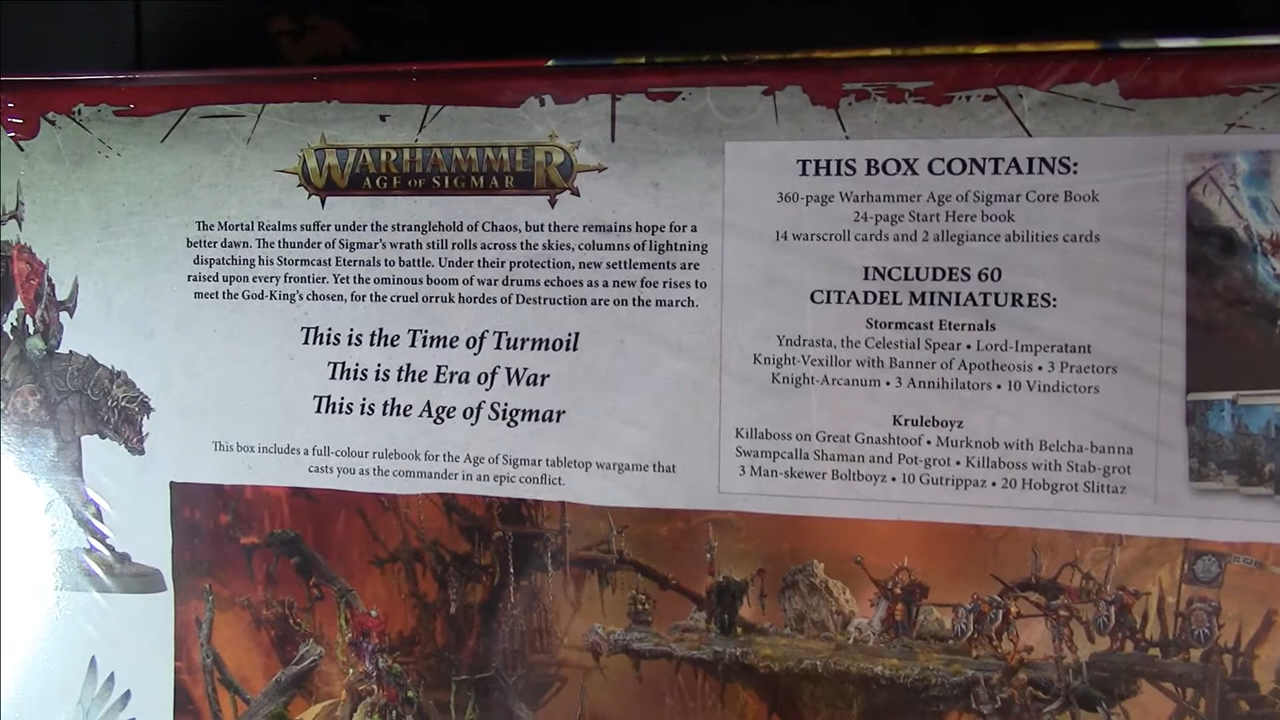 WARHAMMER
AGE OF SIGMAR
The Mortal Realms suffer under the stranglehold of Chaos, but there remains hope for a
better dawn. The thunder of Sigmar's wrath still rolls across the skies, columns of lightning
dispatching his Stormcast Eternals to battle. Under their protection, new settlements are
raised upon every frontier. Yet the ominous boom of war drums echoes as a new foe rises to
meet the God-King's chosen, for the cruel orruk hordes of Destruction are on the march.
This is the Time of Turmoil
This is the Era of War
This is the Age of Sigmar
This box includes a full-colour rulebook for the Age of Sigmar tabletop wargame that
casts you as the commander in an epic conflict.
THIS BOX CONTAINS:
360-page Warhammer Age of Sigmar Core Book
24-page Start Here book
14 warscroll cards and 2 allegiance abilities cards
INCLUDES 60
CITADEL MINIATURES:
Stormcast Eternals
Yndrasta, the Celestial Spear • Lord-Imperatant
Knight-Vexillor with Banner of Apotheosis • 3 Praetors
Knight-Arcanum • 3 Annihilators • 10 Vindictors
Kruleboyz
Killaboss on Great Gnashtoof • Murknob with Belcha-banna
Swampcalla Shaman and Pot-grot • Killaboss with Stab-grot
3 Man-skewer Boltboyz • 10 Gutrippaz • 20 Hobgrot Slittaz